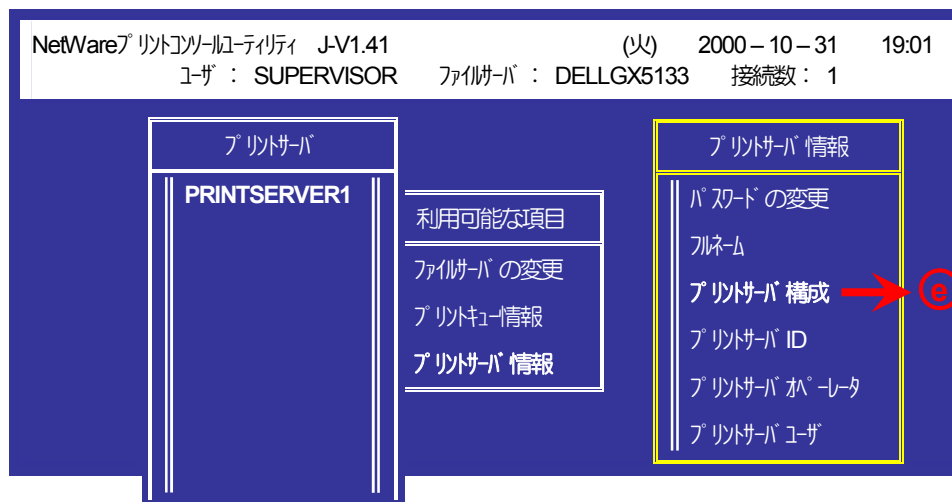 NetWareプリントコンソールユーティリティ J-V1.41 (火) 2000 – 10 – 31 19:01
ユーザ : SUPERVISOR ファイルサーバ : DELLGX5133 接続数 : 1
プリントサーバ
PRINTSERVER1
利用可能な項目
ファイルサーバの変更
プリントキュー情報
プリントサーバ情報
プリントサーバ情報
パスワードの変更
フルネーム
プリントサーバ構成
e
プリントサーバID
プリントサーバオペレータ
プリントサーバユーザ